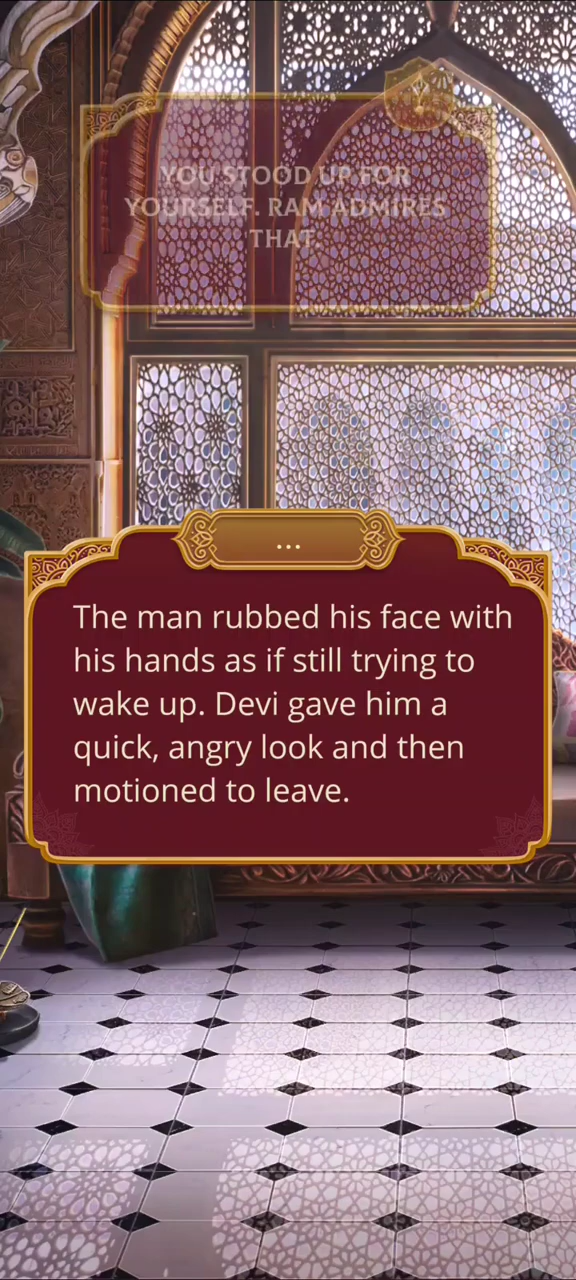 YOU STOOD UP FOR
YOURSELF. RAM ADMIRES
THAT.
...
The man rubbed his face with
his hands as if still trying to
wake up. Devi gave him a
quick, angry look and then
motioned to leave.